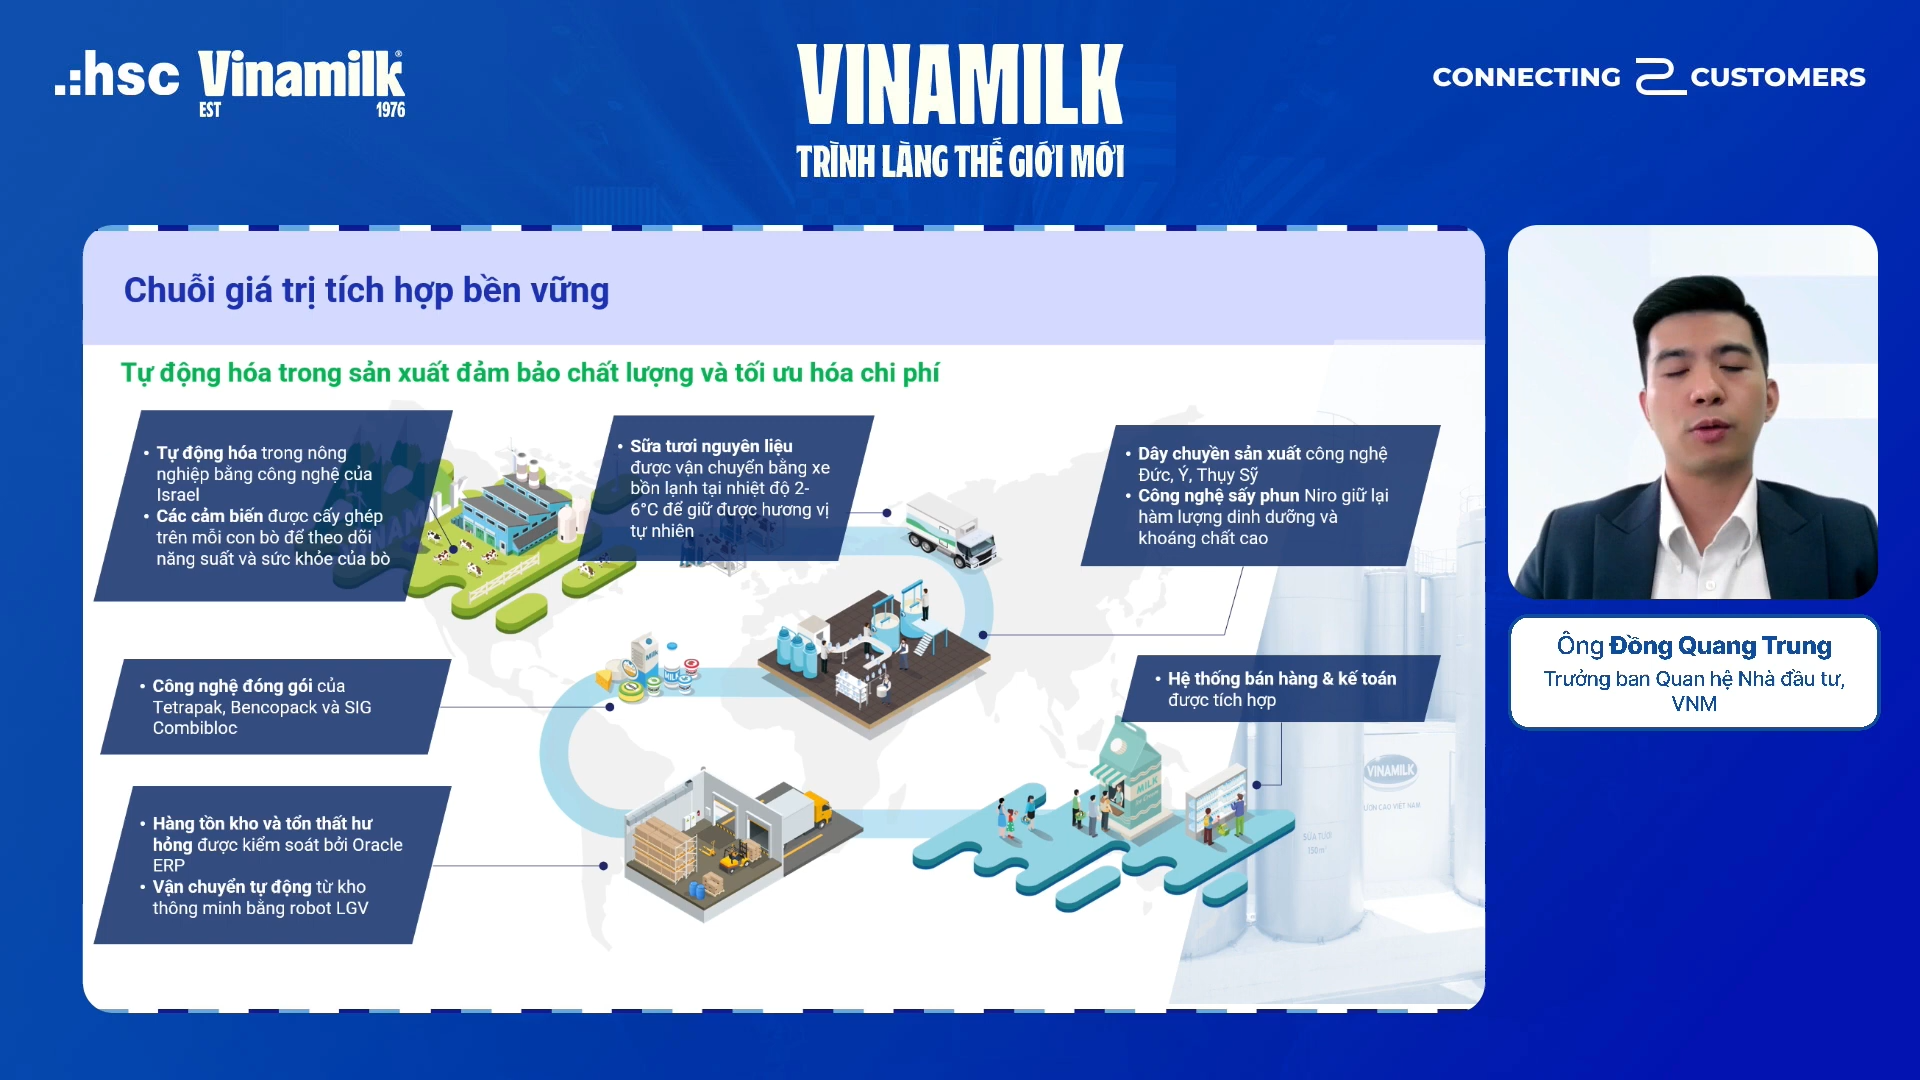 .:hsc Vinamilk®
EST 1976
VINAMILK
TRÌNH LÀNG THẾ GIỚI MỚI
CONNECTING CUSTOMERS
Chuỗi giá trị tích hợp bền vững
Tự động hóa trong sản xuất đảm bảo chất lượng và tối ưu hóa chi phí
• Tự động hóa trong nông
nghiệp bằng công nghệ của
Israel
• Các cảm biến được cấy ghép
trên mỗi con bò để theo dõi
năng suất và sức khỏe của bò
• Sữa tươi nguyên liệu
được vận chuyển bằng xe
bồn lạnh tại nhiệt độ 2-
6°C để giữ được hương vị
tự nhiên
• Dây chuyền sản xuất công nghệ
Đức, Ý, Thụy Sỹ
• Công nghệ sấy phun Niro giữ lại
hàm lượng dinh dưỡng và
khoáng chất cao
• Công nghệ đóng gói của
Tetrapak, Bencopack và SIG
Combibloc
• Hệ thống bán hàng & kế toán
được tích hợp
• Hàng tồn kho và tổn thất hư
hỏng được kiểm soát bởi Oracle
ERP
• Vận chuyển tự động từ kho
thông minh bằng robot LGV
MILK
VINAMILK
SỮA TƯƠI
150m³
Ông Đồng Quang Trung
Trưởng ban Quan hệ Nhà đầu tư,
VNM